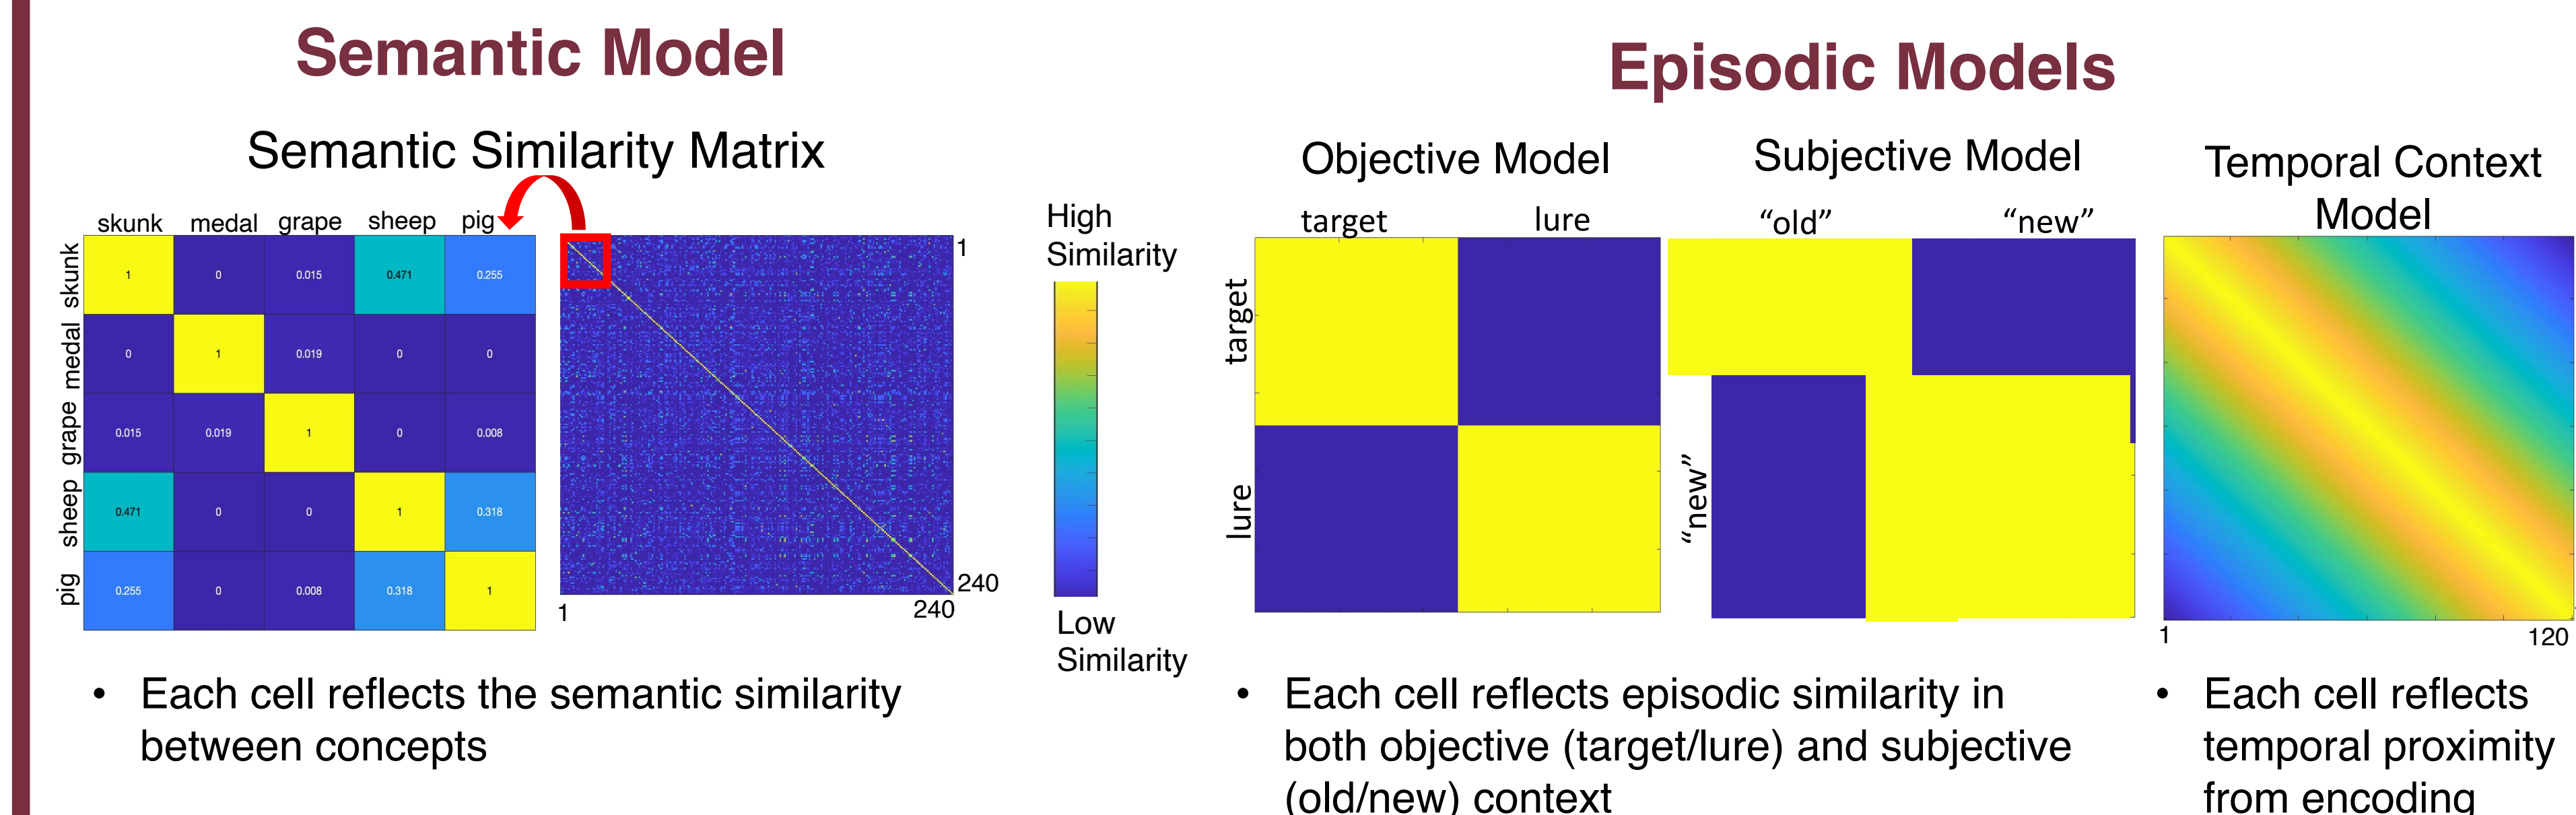 Semantic Model
Semantic Similarity Matrix
skunk medal grape sheep pig
skunk 1 0 0.015 0.471 0.255
medal 0 1 0.019 0 0
grape 0.015 0.019 1 0 0.008
sheep 0.471 0 0 1 0.318
pig 0.255 0 0.008 0.318 1
1
240
1 240
High
Similarity
Low
Similarity
• Each cell reflects the semantic similarity
between concepts
Episodic Models
Objective Model
target lure
target
lure
Subjective Model
“old” “new”
“new”
Temporal Context
Model
1 120
• Each cell reflects episodic similarity in
both objective (target/lure) and subjective
(old/new) context
• Each cell reflects
temporal proximity
from encoding